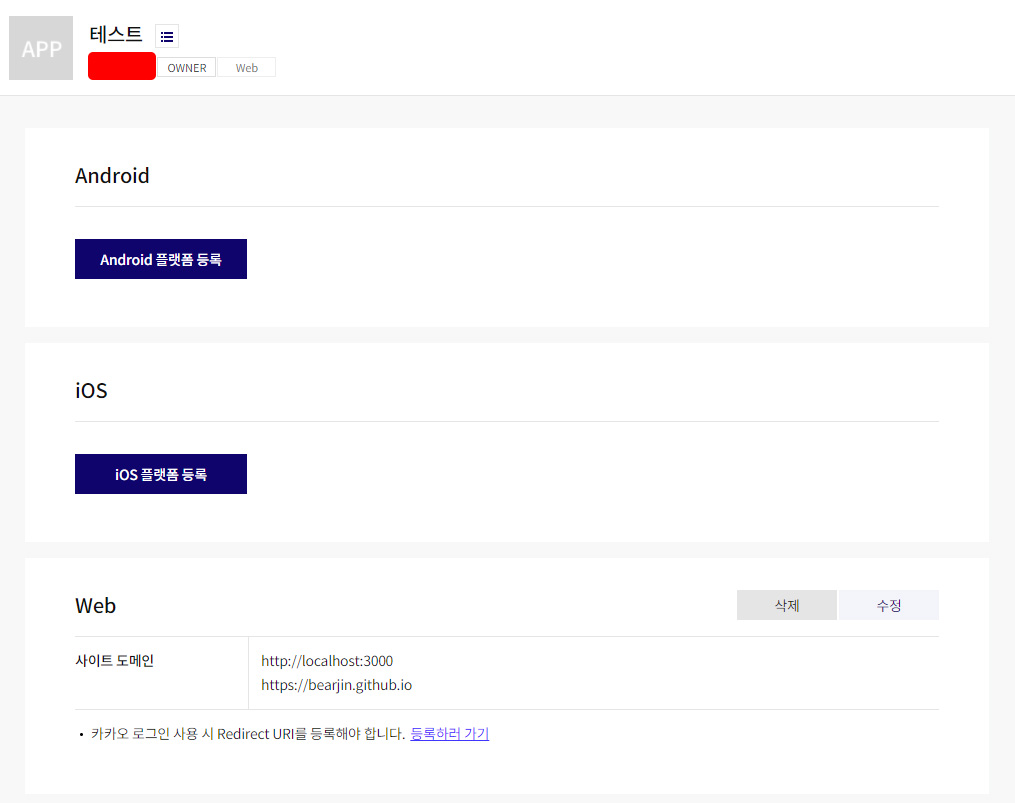 APP
테스트
OWNER
Web
Android
Android 플랫폼 등록
iOS
iOS 플랫폼 등록
Web
삭제
수정
사이트 도메인
http://localhost:3000
https://bearjin.github.io
• 카카오 로그인 사용 시 Redirect URI를 등록해야 합니다. 등록하러 가기